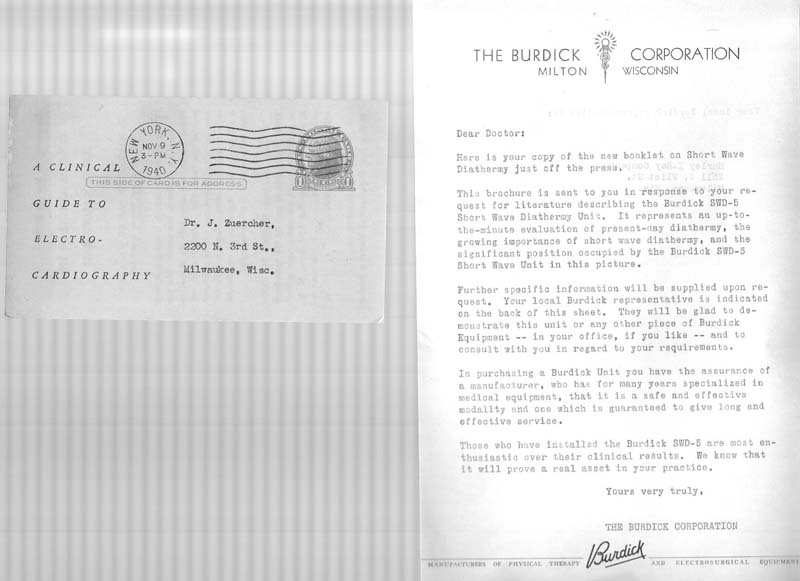 NEW YORK, N.Y.
NOV 9
3-PM
1940
THIS SIDE OF CARD IS FOR ADDRESS
A CLINICAL
GUIDE TO
ELECTRO-
CARDIOGRAPHY
Dr. J. Zuercher,
2200 N. 3rd St.,
Milwaukee, Wisc.
THE BURDICK CORPORATION
MILTON WISCONSIN
Dear Doctor:
Here is your copy of the new booklet on Short Wave
Diathermy just off the press.
This brochure is sent to you in response to your re-
quest for literature describing the Burdick SWD-5
Short Wave Diathermy Unit. It represents an up-to-
the-minute evaluation of present-day diathermy, the
growing importance of short wave diathermy, and the
significant position occupied by the Burdick SWD-5
Short Wave Unit in this picture.
Further specific information will be supplied upon re-
quest. Your local Burdick representative is indicated
on the back of this sheet. They will be glad to de-
monstrate this unit or any other piece of Burdick
Equipment -- in your office, if you like -- and to
consult with you in regard to your requirements.
In purchasing a Burdick Unit you have the assurance of
a manufacturer, who has for many years specialized in
medical equipment, that it is a safe and effective
modality and one which is guaranteed to give long and
effective service.
Those who have installed the Burdick SWD-5 are most en-
thusiastic over their clinical results. We know that
it will prove a real asset in your practice.
Yours very truly,
THE BURDICK CORPORATION
MANUFACTURERS OF PHYSICAL THERAPY Burdick AND ELECTROSURGICAL EQUIPMENT